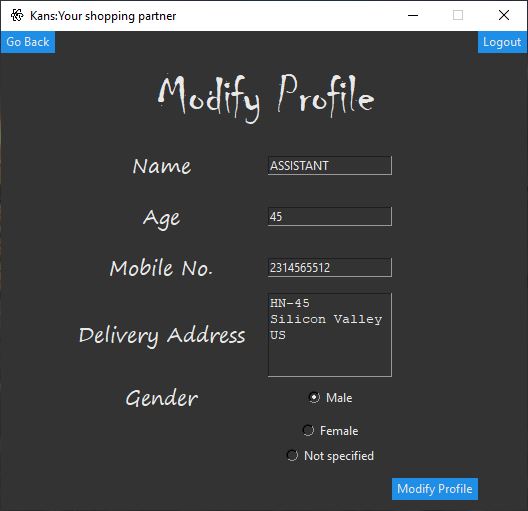 Kans:Your shopping partner
Go Back
Logout
Modify Profile
Name
ASSISTANT
Age
45
Mobile No.
2314565512
Delivery Address
HN-45
Silicon Valley
US
Gender
Male
Female
Not specified
Modify Profile